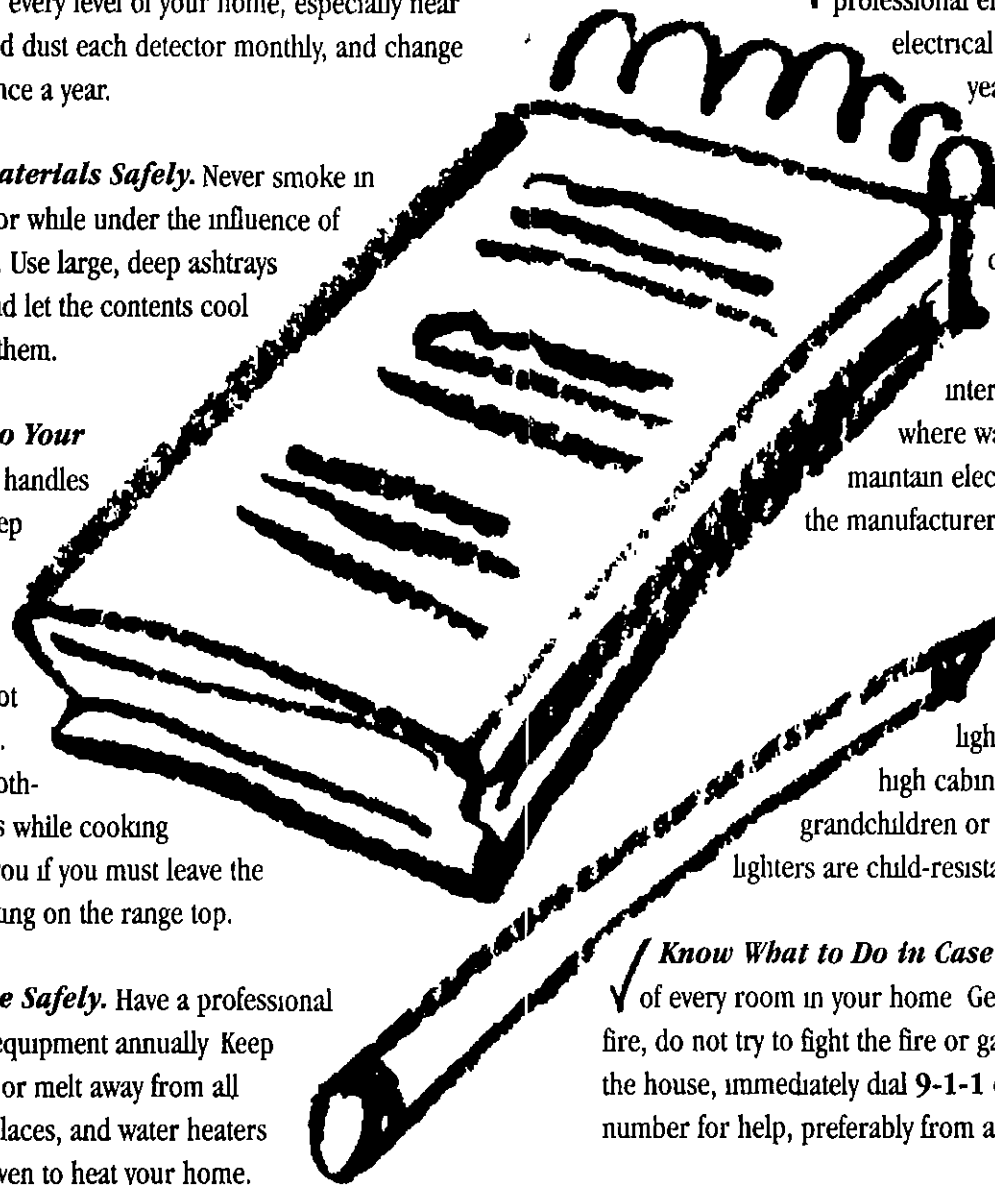 every level of your home, especially near
d dust each detector monthly, and change
nce a year.
aterials Safely. Never smoke in
or while under the influence of
. Use large, deep ashtrays
d let the contents cool
them.
o Your
handles
ep
ot
.
oth-
s while cooking
ou if you must leave the
ing on the range top.
e Safely. Have a professional
equipment annually Keep
or melt away from all
laces, and water heaters
ven to heat your home.
professional el
electrical
yea
inter
where wa
maintain elec
the manufacturer
ligh
high cabin
grandchildren or
lighters are child-resista
√ Know What to Do in Case
of every room in your home Ge
fire, do not try to fight the fire or ga
the house, immediately dial 9-1-1
number for help, preferably from a